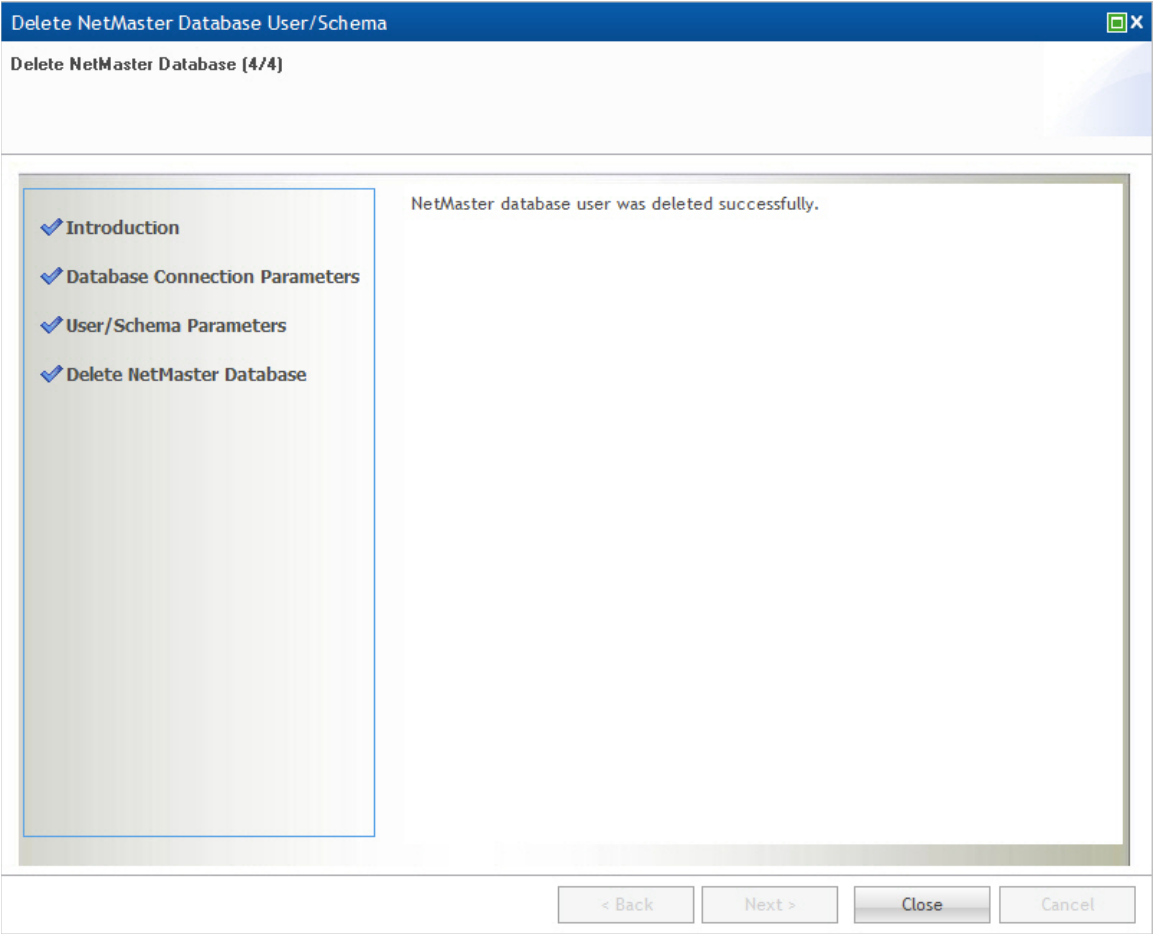 Delete NetMaster Database User/Schema
Delete NetMaster Database (4/4)
Introduction
Database Connection Parameters
User/Schema Parameters
Delete NetMaster Database
NetMaster database user was deleted successfully.
< Back
Next >
Close
Cancel